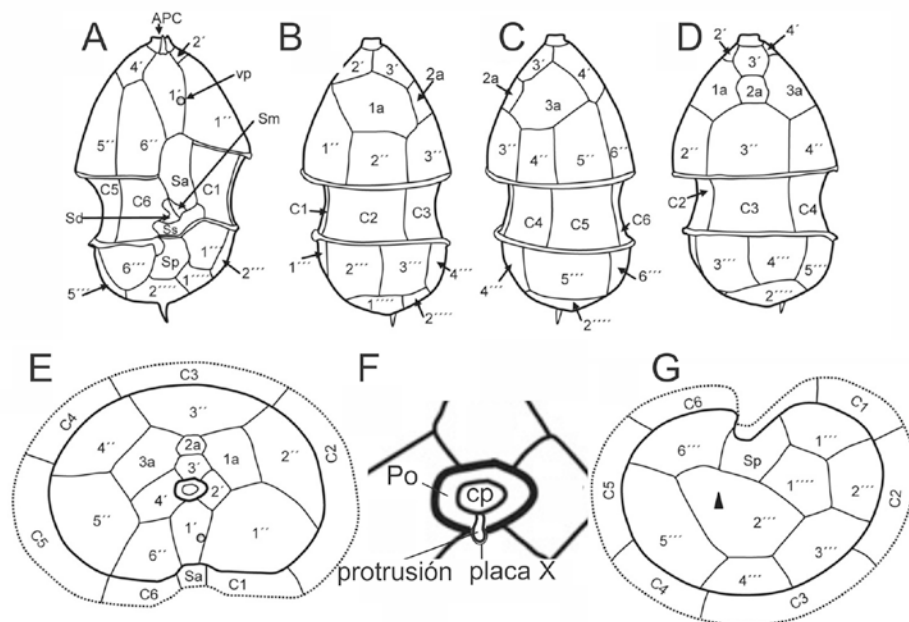 APC
A
B
C
D
2´
4´
vp
1´
1´´
Sm
5´´
6´´
Sa
C5
C6
C1
Sd
Ss
Sp
1´´´
6´´´
2´´´
5´´´
2´´´´
1´´´´
2´
3´
2a
1a
1´´
2´´
3´´
C1
C2
C3
1´´´
2´´´
3´´´
4´´´
1´´´´
2´´´´
3´
4´
2a
3a
3´´
4´´
5´´
6´´
C4
C5
C6
4´´´
5´´´
6´´´
2´´´´
2´
4´
3´
1a
2a
3a
2´´
3´´
4´´
C2
C3
C4
3´´´
4´´´
5´´´
2´´´´
E
F
G
C3
C4
3´´
C2
4´´
2a
3a
1a
2´´
3´
4´
2´
5´´
1´
1´´
C5
6´´
Sa
C6
C1
Po
cp
protrusión
placa X
C6
C1
6´´´
Sp
1´´´
C5
1´´´´
2´´´
C2
2´´´
5´´´
3´´´
4´´´
C4
C3